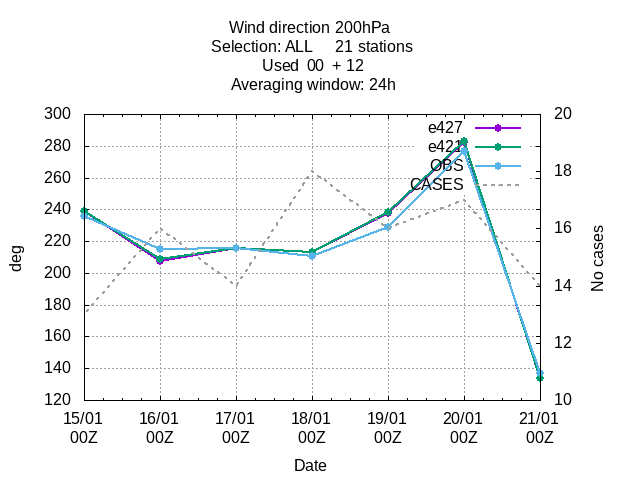 Wind direction 200hPa
Selection: ALL 21 stations
Used 00 + 12
Averaging window: 24h
300
280
260
240
220
200
180
160
140
120
deg
20
18
16
14
12
10
No cases
e427
e421
OBS
CASES
15/01 16/01 17/01 18/01 19/01 20/01 21/01
00Z 00Z 00Z 00Z 00Z 00Z 00Z
Date